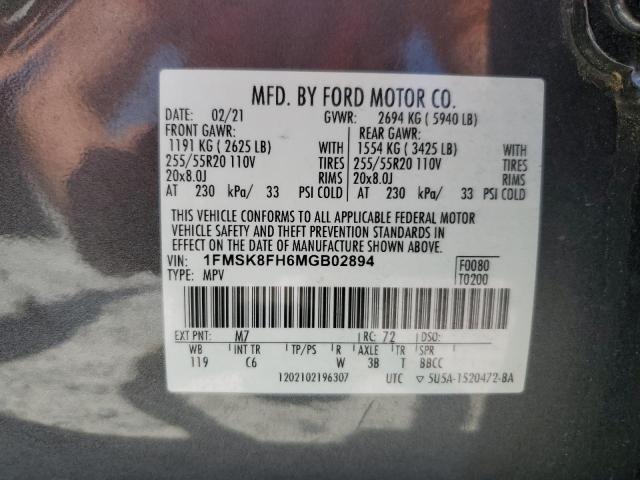 MFD. BY FORD MOTOR CO.
DATE: 02/21 GVWR: 2694 KG ( 5940 LB)
FRONT GAWR: REAR GAWR:
1191 KG ( 2625 LB) WITH 1554 KG ( 3425 LB) WITH
255/55R20 110V TIRES 255/55R20 110V TIRES
20x8.0J RIMS 20x8.0J RIMS
AT 230 kPa/ 33 PSI COLD AT 230 kPa/ 33 PSI COLD
THIS VEHICLE CONFORMS TO ALL APPLICABLE FEDERAL MOTOR
VEHICLE SAFETY AND THEFT PREVENTION STANDARDS IN
EFFECT ON THE DATE OF MANUFACTURE SHOWN ABOVE.
VIN: 1FMSK8FH6MGB02894
TYPE: MPV
F0080
T0200
EXT PNT: M7 RC: 72 DSO:
WB INT TR TP/PS R AXLE TR SPR
119 C6 W 3B T BBCC
1202102196307 UTC ▽ 5U5A-1520472-BA